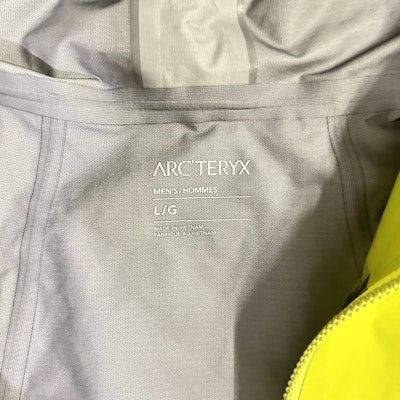 ARC'TERYX
MEN'S/HOMMES
L/G
MADE IN VIETNAM
FABRIQUÉ AU VIETNAM